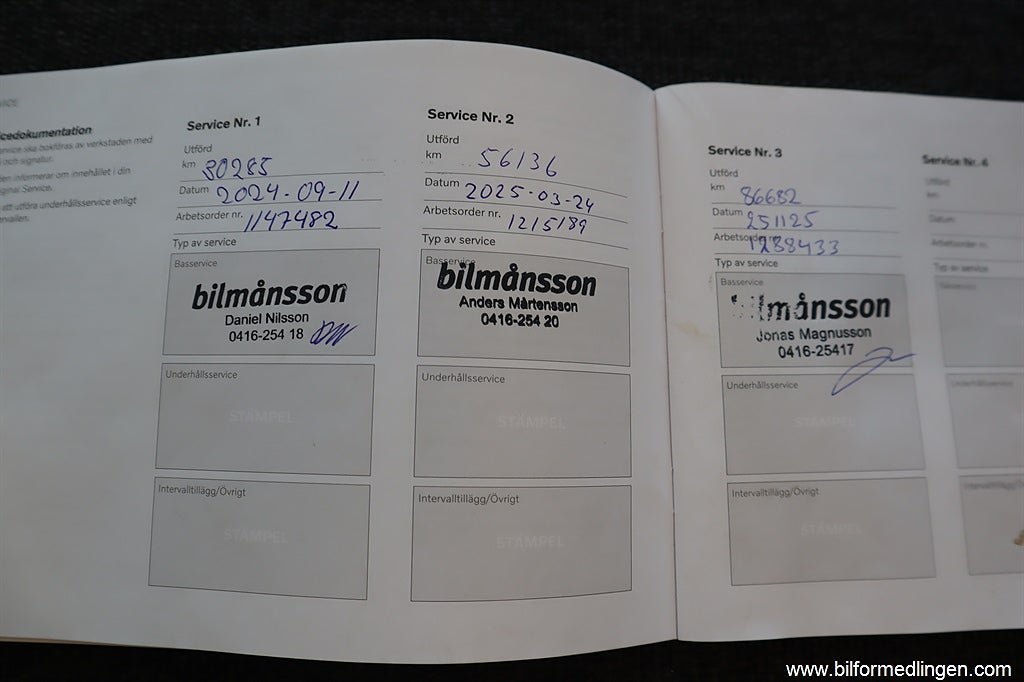 cedokumentation
Service Nr. 1
Utförd
km 30285
Datum 2024-09-11
Arbetsorder nr. 1147482
Typ av service
Basservice
bilmånsson
Daniel Nilsson
0416-254 18
Underhållsservice
STÄMPEL
Intervalltillägg/Övrigt
STÄMPEL
Service Nr. 2
Utförd
km 56136
Datum 2025-03-24
Arbetsorder nr. 1215189
Typ av service
Basservice
bilmånsson
Anders Mårtensson
0416-254 20
Underhållsservice
STÄMPEL
Intervalltillägg/Övrigt
STÄMPEL
Service Nr. 3
Utförd
km 86682
Datum 251125
Arbetsorder nr. 1288433
Typ av service
Basservice
bilmånsson
Jonas Magnusson
0416-25417
Underhållsservice
STÄMPEL
Intervalltillägg/Övrigt
STÄMPEL
Service Nr. 4
Utförd
km
Datum
Arbetsorder nr.
Typ av service
Basservice
Underhållsservice
www.bilformedlingen.com